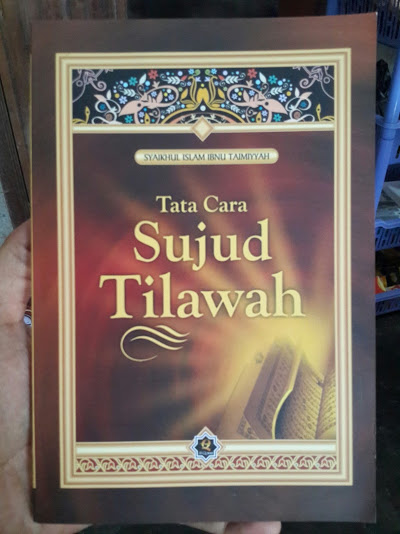 SYAIKHUL ISLAM IBNU TAIMIYYAH
Tata Cara
Sujud
Tilawah